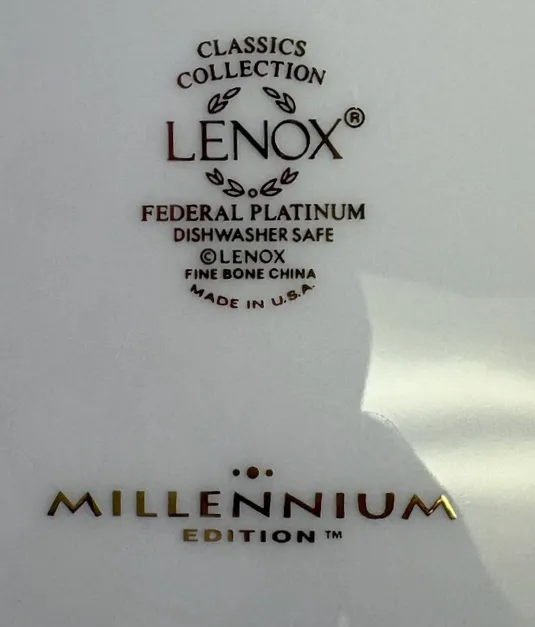 CLASSICS
COLLECTION
LENOX®
FEDERAL PLATINUM
DISHWASHER SAFE
©LENOX
FINE BONE CHINA
MADE IN U.S.A.
MILLENNIUM
EDITION™